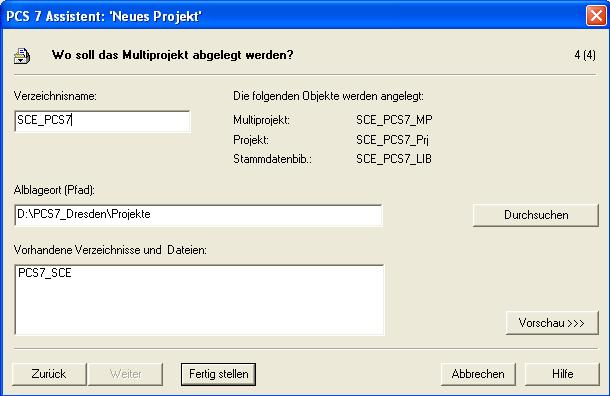 PCS 7 Assistent: 'Neues Projekt'
Wo soll das Multiprojekt abgelegt werden?
4 (4)
Verzeichnisname:
SCE_PCS7
Die folgenden Objekte werden angelegt:
Multiprojekt: SCE_PCS7_MP
Projekt: SCE_PCS7_Prj
Stammdatenbib.: SCE_PCS7_LIB
Ablageort (Pfad):
D:\PCS7_Dresden\Projekte
Durchsuchen
Vorhandene Verzeichnisse und Dateien:
PCS7_SCE
Vorschau >>>
Zurück Weiter Fertig stellen Abbrechen Hilfe